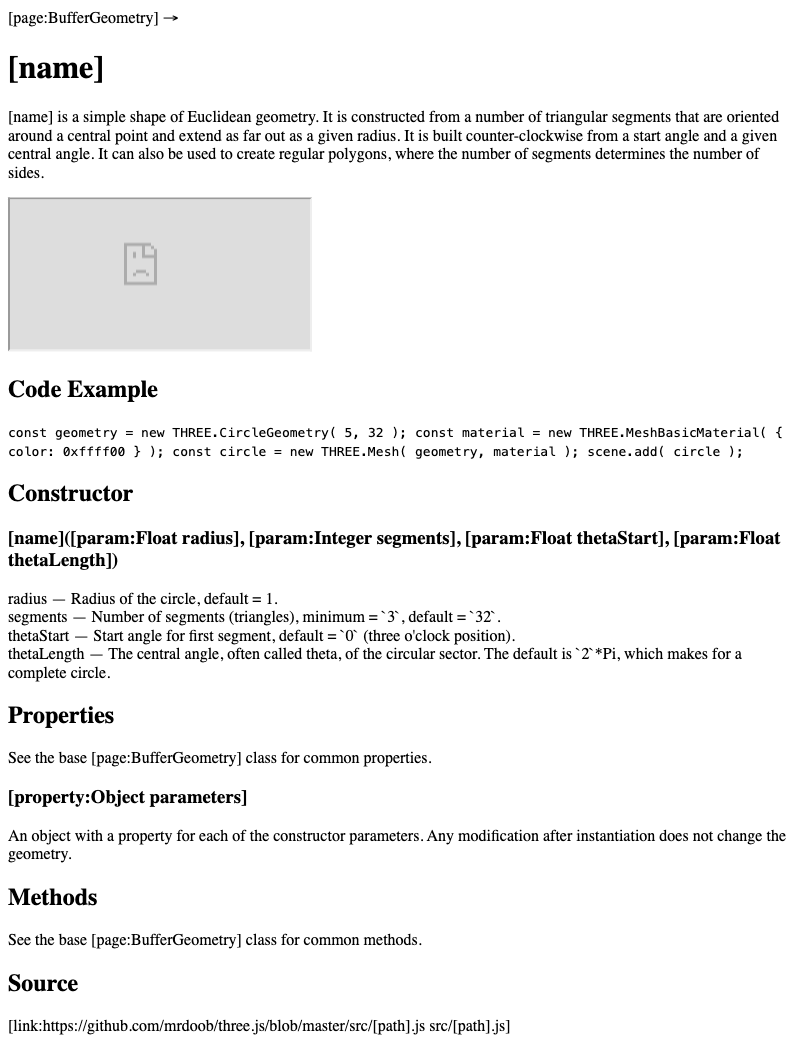 [page:BufferGeometry] →
[name]
[name] is a simple shape of Euclidean geometry. It is constructed from a number of triangular segments that are oriented
around a central point and extend as far out as a given radius. It is built counter-clockwise from a start angle and a given
central angle. It can also be used to create regular polygons, where the number of segments determines the number of
sides.
Code Example
const geometry = new THREE.CircleGeometry( 5, 32 ); const material = new THREE.MeshBasicMaterial( {
color: 0xffff00 } ); const circle = new THREE.Mesh( geometry, material ); scene.add( circle );
Constructor
[name]([param:Float radius], [param:Integer segments], [param:Float thetaStart], [param:Float
thetaLength])
radius — Radius of the circle, default = 1.
segments — Number of segments (triangles), minimum = `3`, default = `32`.
thetaStart — Start angle for first segment, default = `0` (three o'clock position).
thetaLength — The central angle, often called theta, of the circular sector. The default is `2`*Pi, which makes for a
complete circle.
Properties
See the base [page:BufferGeometry] class for common properties.
[property:Object parameters]
An object with a property for each of the constructor parameters. Any modification after instantiation does not change the
geometry.
Methods
See the base [page:BufferGeometry] class for common methods.
Source
[link:https://github.com/mrdoob/three.js/blob/master/src/[path].js src/[path].js]